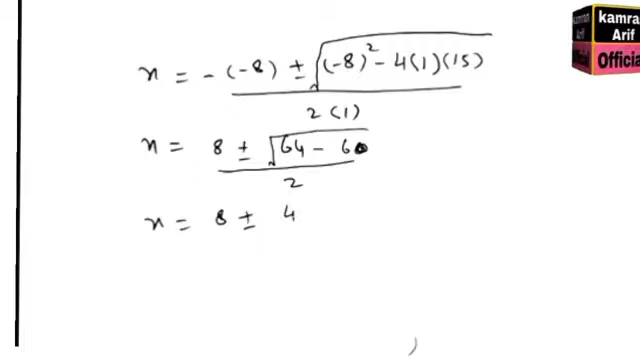 x = -(-8) ± √(-8)² - 4(1)(15)
2(1)
x = 8 ± √64 - 60
2
x = 8 ± 4
kamran
Arif
Official